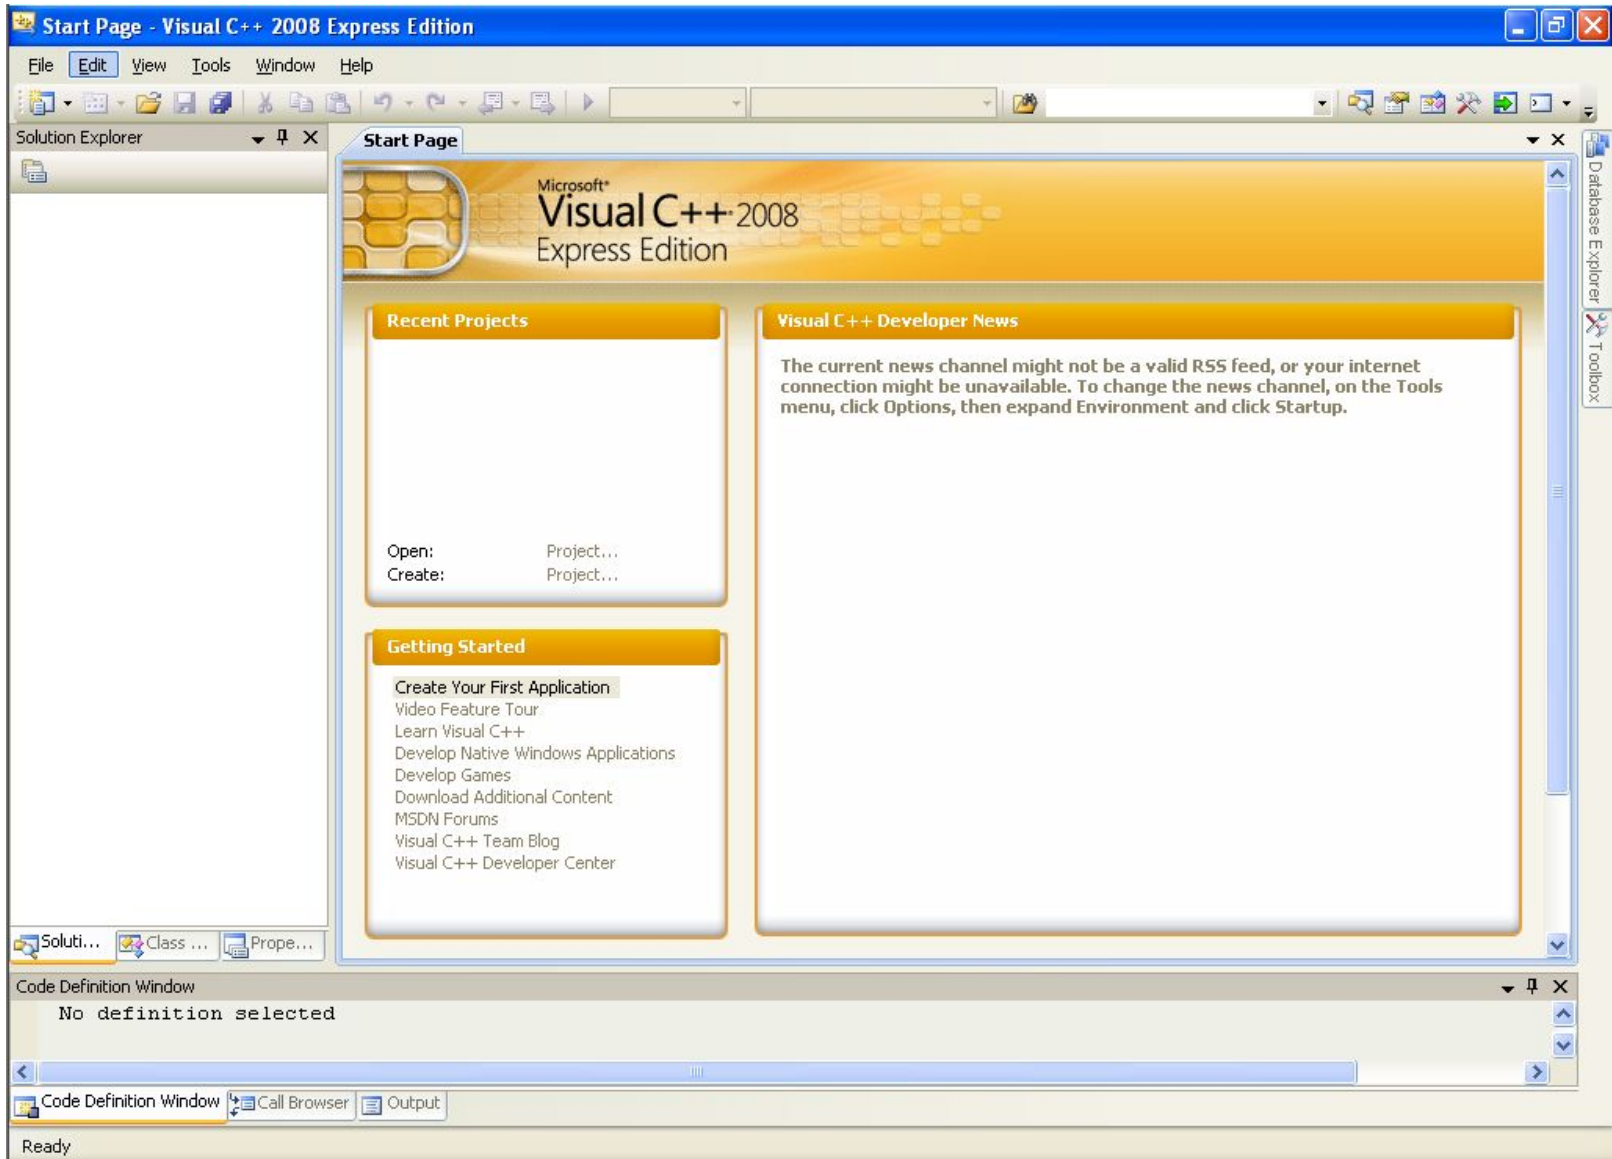 Start Page - Visual C++ 2008 Express Edition
File Edit View Tools Window Help
Solution Explorer
Start Page
Microsoft®
Visual C++ 2008
Express Edition
Recent Projects
Open: Project...
Create: Project...
Getting Started
Create Your First Application
Video Feature Tour
Learn Visual C++
Develop Native Windows Applications
Develop Games
Download Additional Content
MSDN Forums
Visual C++ Team Blog
Visual C++ Developer Center
Visual C++ Developer News
The current news channel might not be a valid RSS feed, or your internet
connection might be unavailable. To change the news channel, on the Tools
menu, click Options, then expand Environment and click Startup.
Database Explorer
Toolbox
Soluti... Class ... Prope...
Code Definition Window
No definition selected
Code Definition Window Call Browser Output
Ready